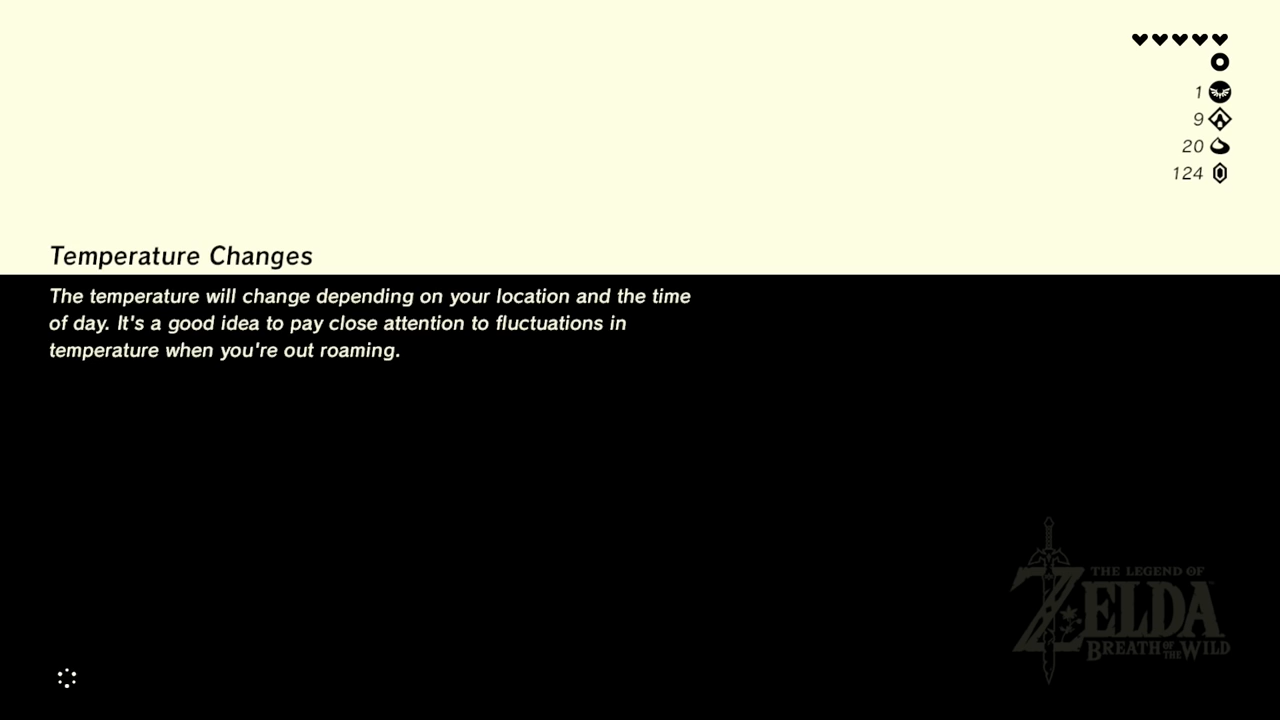 1
9
20
124
Temperature Changes
The temperature will change depending on your location and the time
of day. It's a good idea to pay close attention to fluctuations in
temperature when you're out roaming.
THE LEGEND OF
ZELDA
BREATH OF THE WILD